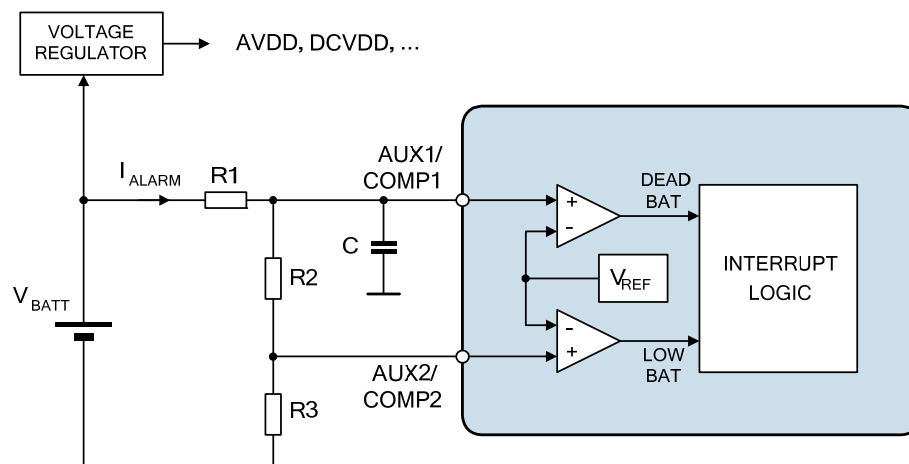 VOLTAGE
REGULATOR
AVDD, DCVDD, ...
I ALARM
R1
AUX1/
COMP1
+
-
DEAD
BAT
C
R2
VREF
INTERRUPT
LOGIC
V BATT
-
+
LOW
BAT
AUX2/
COMP2
R3